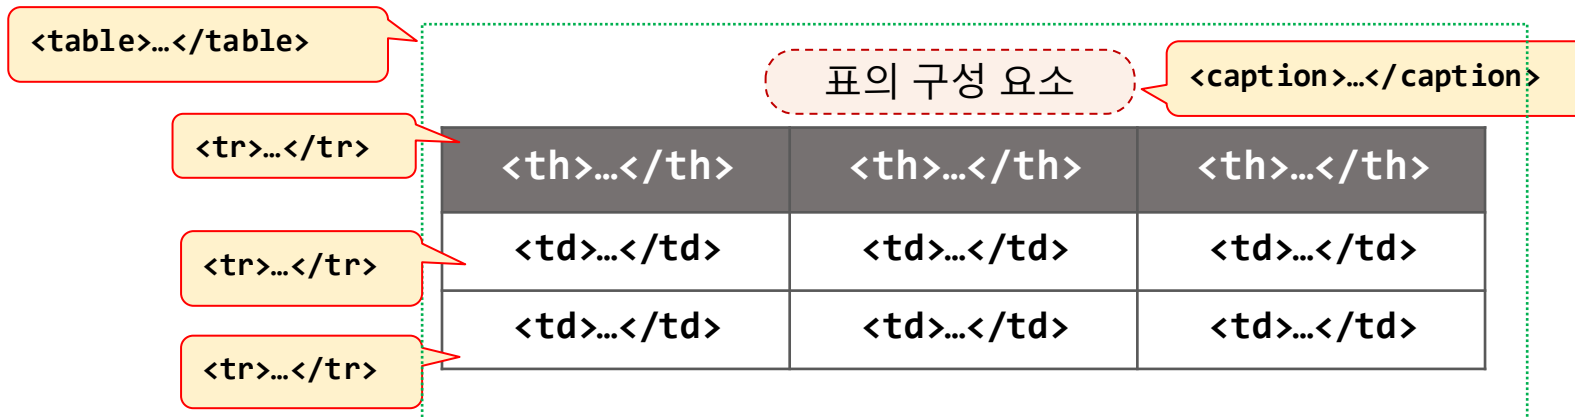 <table>…</table>
표의 구성 요소
<caption>…</caption>
<tr>…</tr>
<th>…</th> <th>…</th> <th>…</th>
<tr>…</tr>
<td>…</td> <td>…</td> <td>…</td>
<tr>…</tr>
<td>…</td> <td>…</td> <td>…</td>